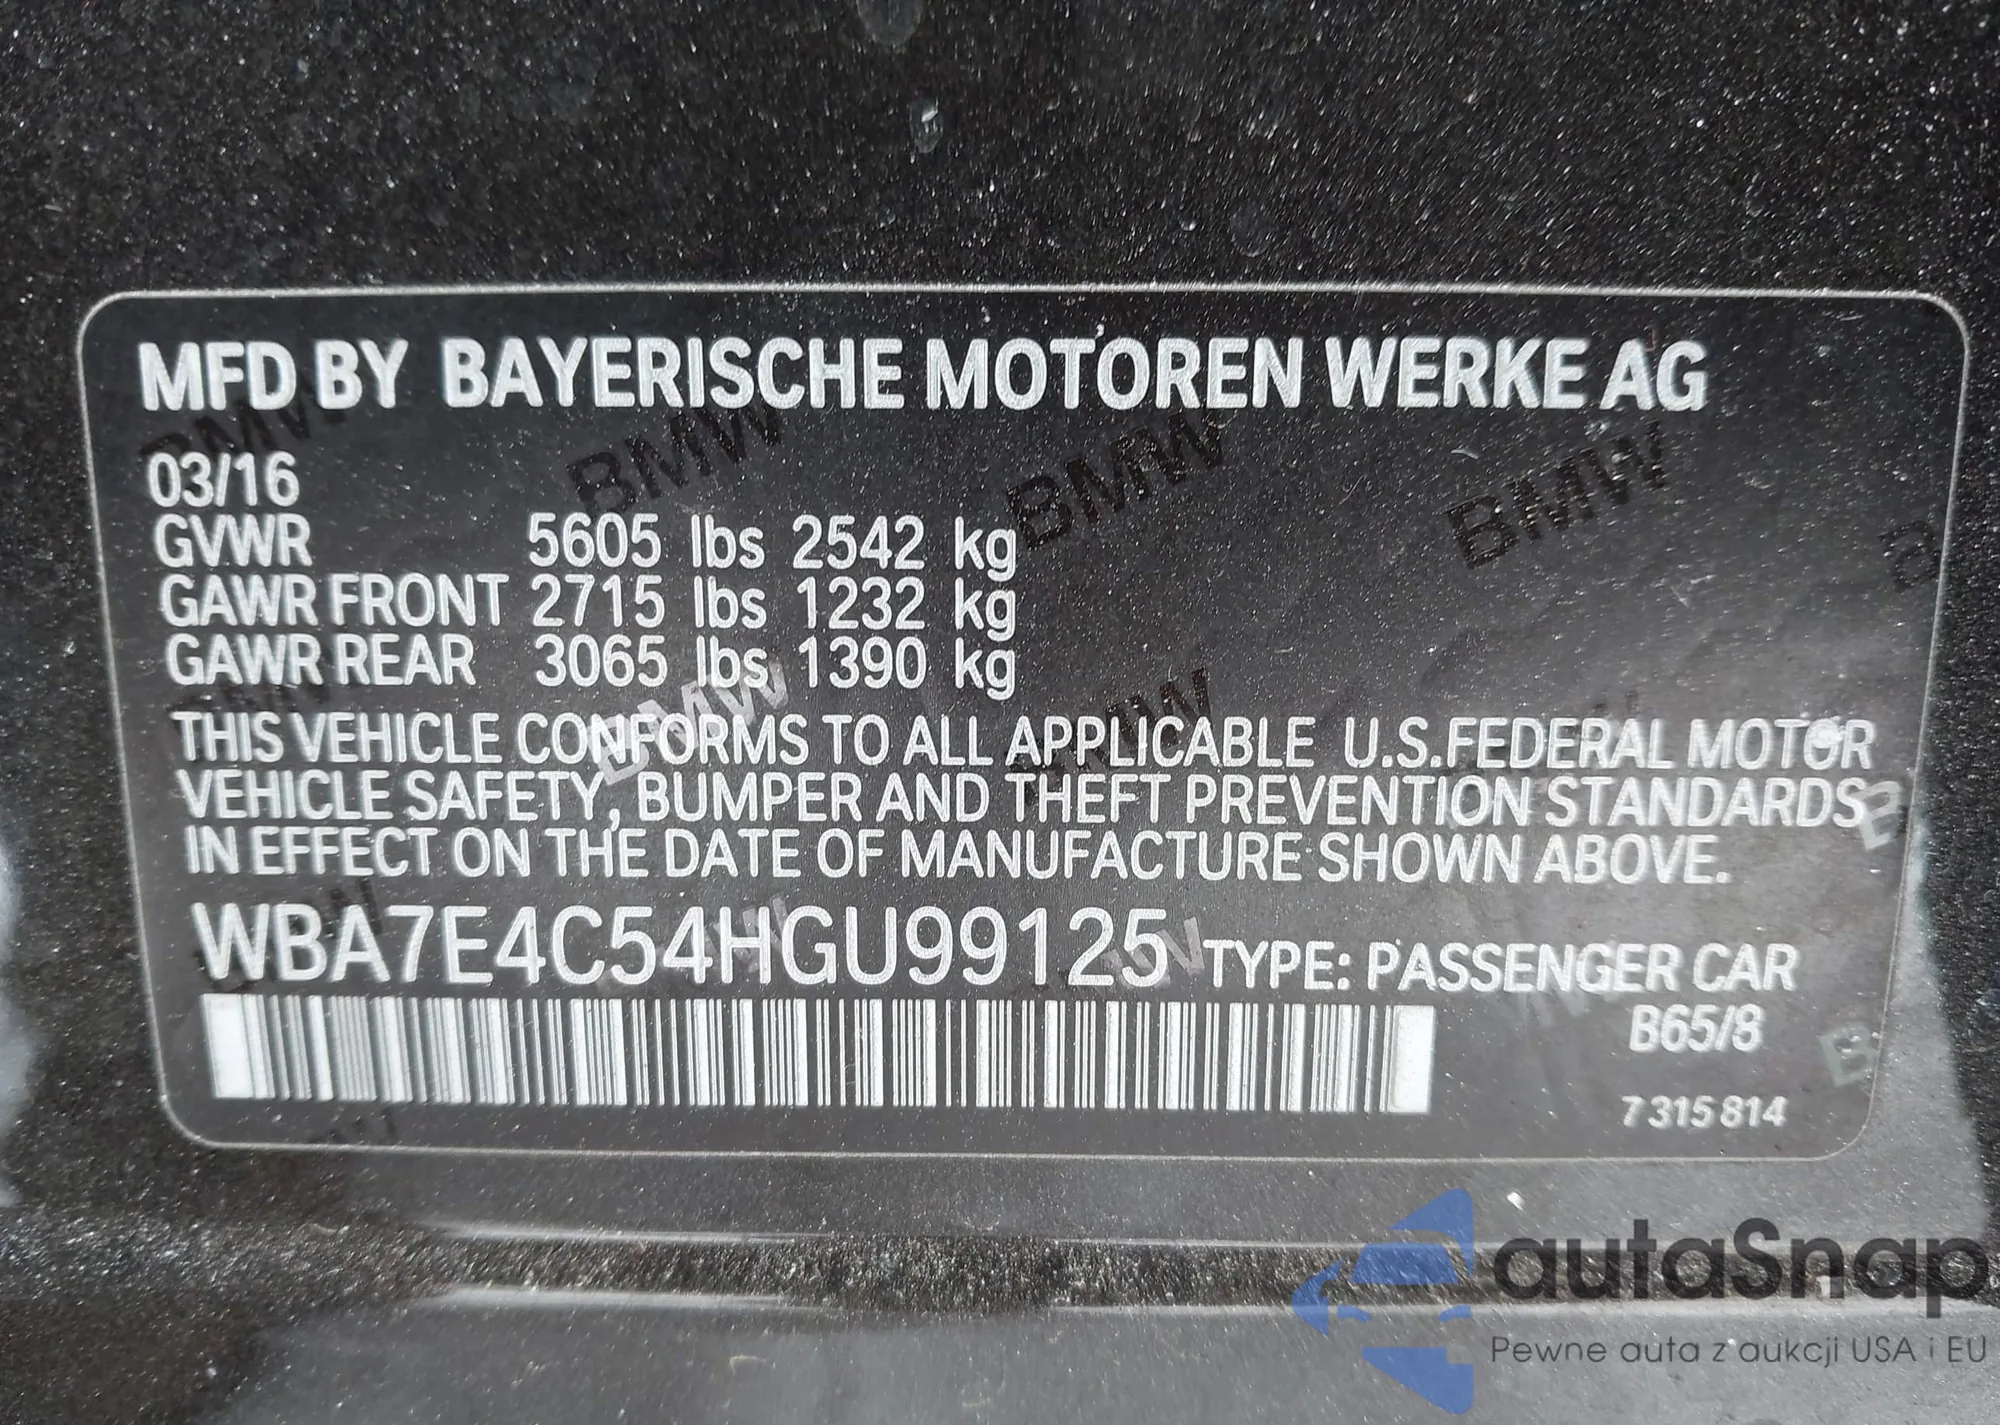 MFD BY BAYERISCHE MOTOREN WERKE AG
03/16
GVWR 5605 lbs 2542 kg
GAWR FRONT 2715 lbs 1232 kg
GAWR REAR 3065 lbs 1390 kg
THIS VEHICLE CONFORMS TO ALL APPLICABLE U.S.FEDERAL MOTOR
VEHICLE SAFETY, BUMPER AND THEFT PREVENTION STANDARDS
IN EFFECT ON THE DATE OF MANUFACTURE SHOWN ABOVE.
WBA7E4C54HGU99125 TYPE: PASSENGER CAR
B65/8
7315814
autaSnap
Pewne auta z aukcji USA i EU